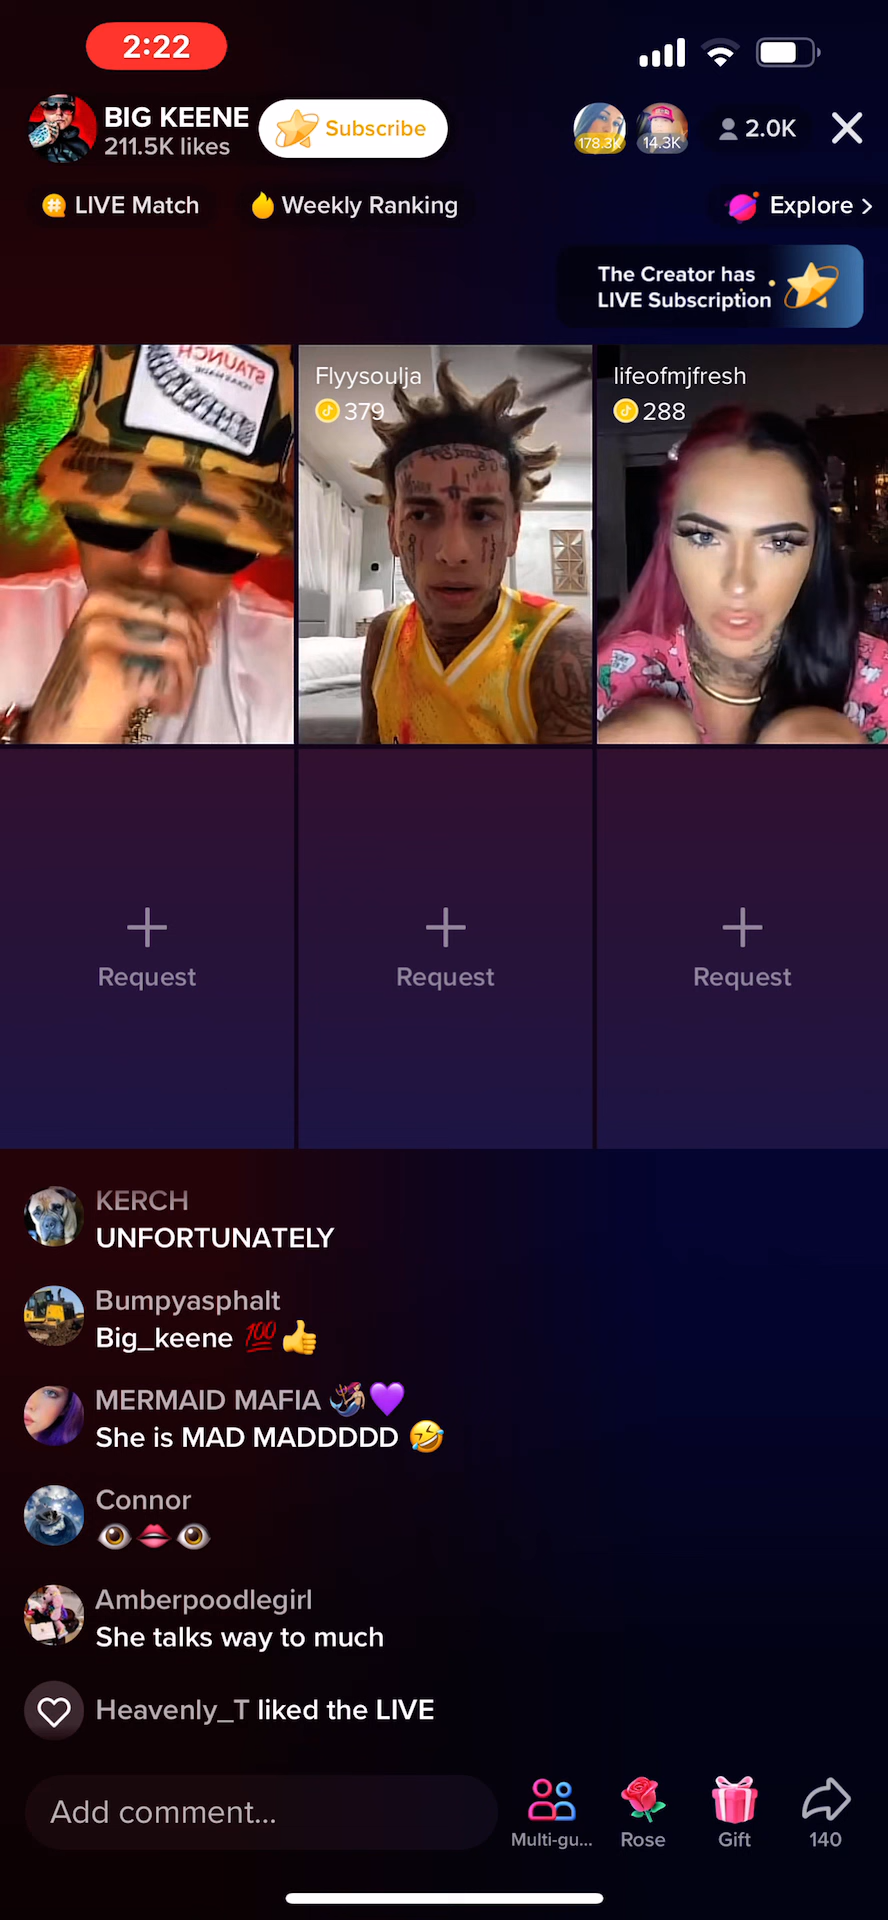 2:22
BIG KEENE
211.5K likes
Subscribe
178.3K
14.3K
2.0K
LIVE Match
Weekly Ranking
Explore >
The Creator has
LIVE Subscription
STAUNCH
Flyysoulja
379
lifeofmjfresh
288
+
Request
+
Request
+
Request
KERCH
UNFORTUNATELY
Bumpyasphalt
Big_keene 💯👍
MERMAID MAFIA 🧜💜
She is MAD MADDDDD 🤣
Connor
👁️👄👁️
Amberpoodlegirl
She talks way to much
Heavenly_T liked the LIVE
Add comment...
Multi-gu...
Rose
Gift
140